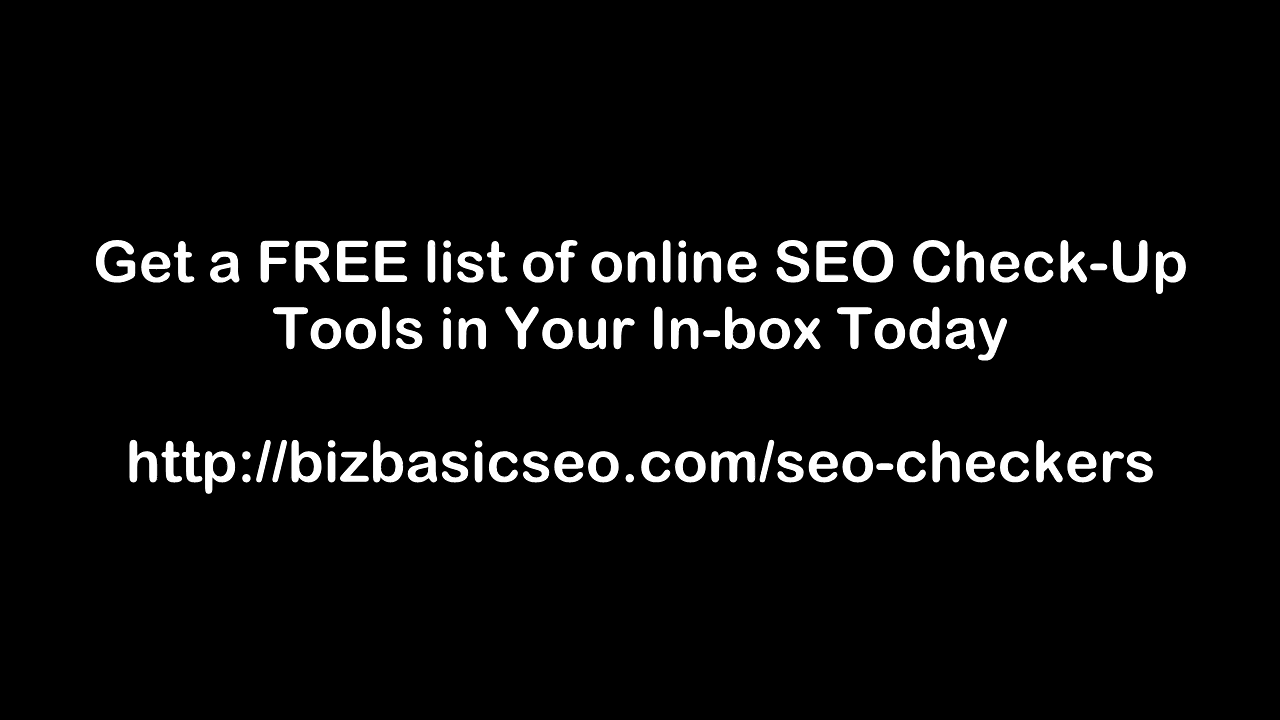 Get a FREE list of online SEO Check-Up
Tools in Your In-box Today
http://bizbasicseo.com/seo-checkers